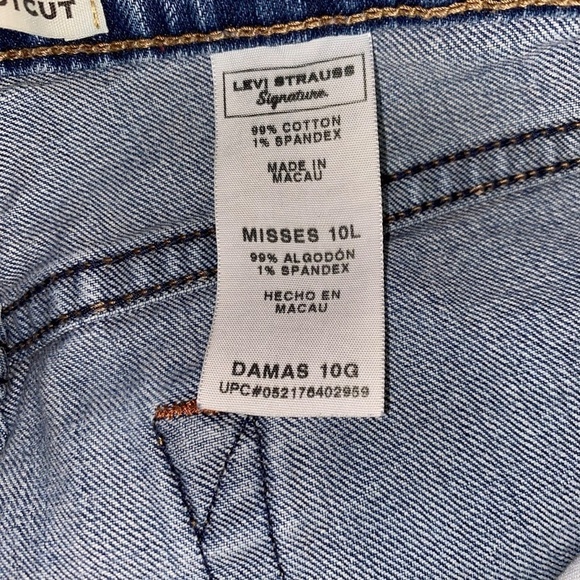 TCUT
LEVI STRAUSS
Signature.
99% COTTON
1% SPANDEX
MADE IN
MACAU
MISSES 10L
99% ALGODÓN
1% SPANDEX
HECHO EN
MACAU
DAMAS 10G
UPC#052176402959